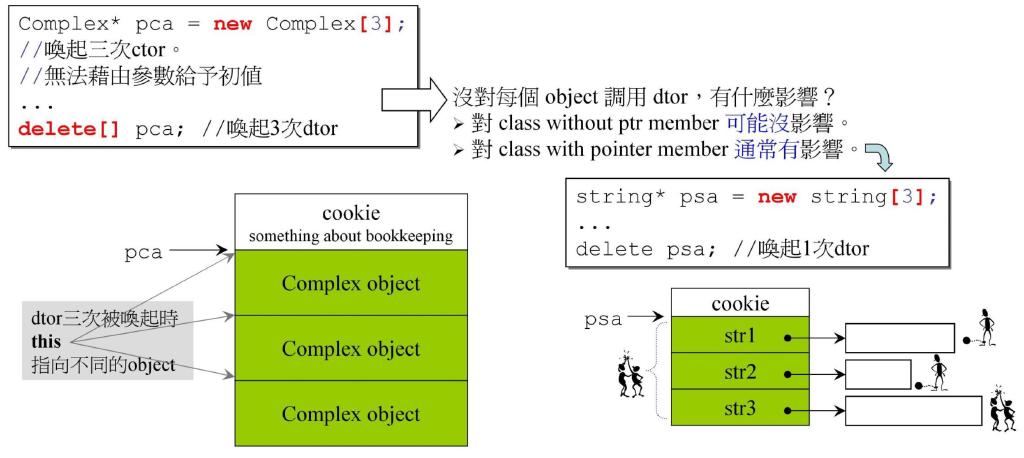 Complex* pca = new Complex[3];
//喚起三次ctor。
//無法藉由參數給予初值
...
delete[] pca; //喚起3次dtor
沒對每個 object 調用 dtor，有什麼影響？
➢ 對 class without ptr member 可能沒影響。
➢ 對 class with pointer member 通常有影響。
string* psa = new string[3];
...
delete psa; //喚起1次dtor
cookie
something about bookkeeping
pca
Complex object
Complex object
Complex object
dtor三次被喚起時
this
指向不同的object
cookie
psa
str1
str2
str3